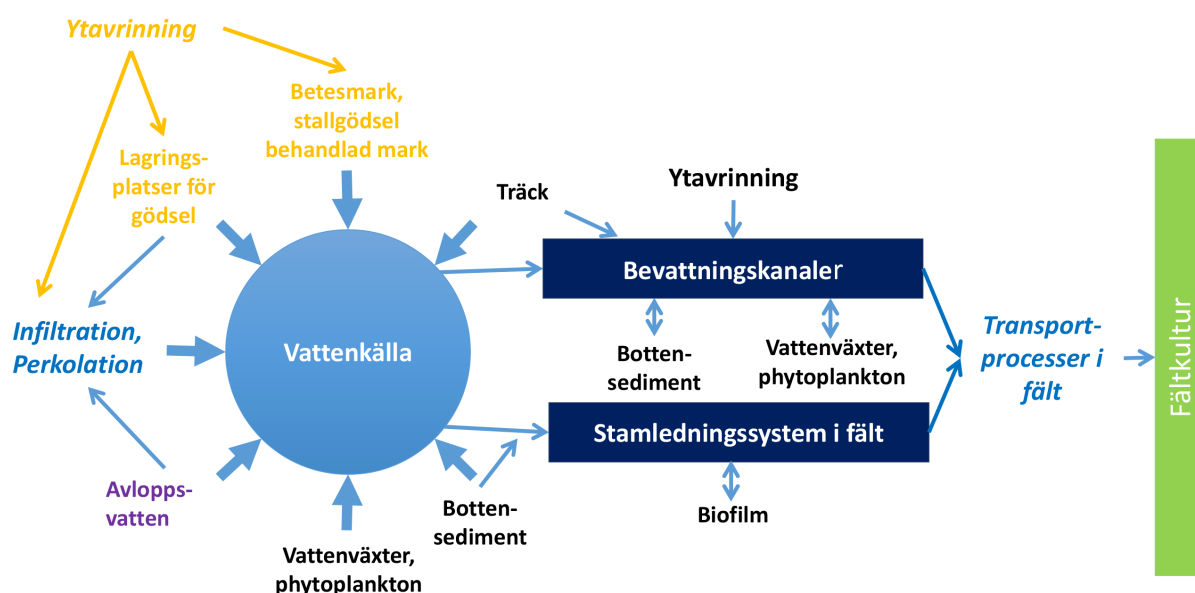 Ytavrinning
Betesmark,
stallgödsel
behandlad mark
Lagrings-
platser för
gödsel
Träck
Ytavrinning
Bevattningskanaler
Infiltration,
Perkolation
Vattenkälla
Botten-
sediment
Vattenväxter,
phytoplankton
Transport-
processer i
fält
Fältkultur
Stamledningssystem i fält
Avlopps-
vatten
Botten-
sediment
Biofilm
Vattenväxter,
phytoplankton